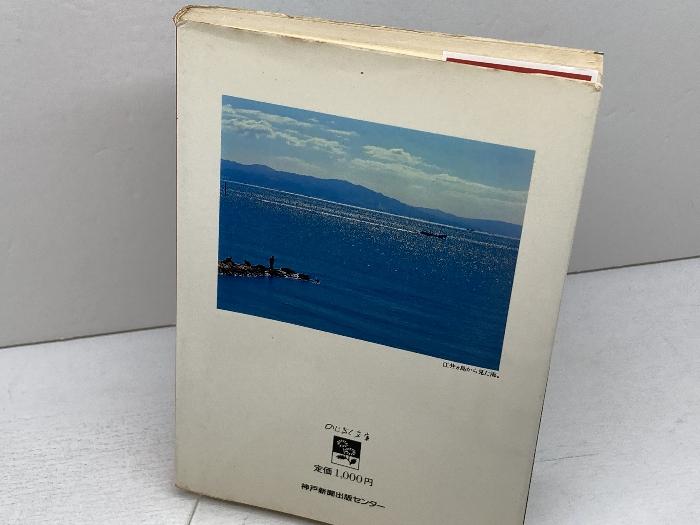 江井ヶ島から見た海。
のじぎく文庫
定価 1,000円
神戸新聞出版センター